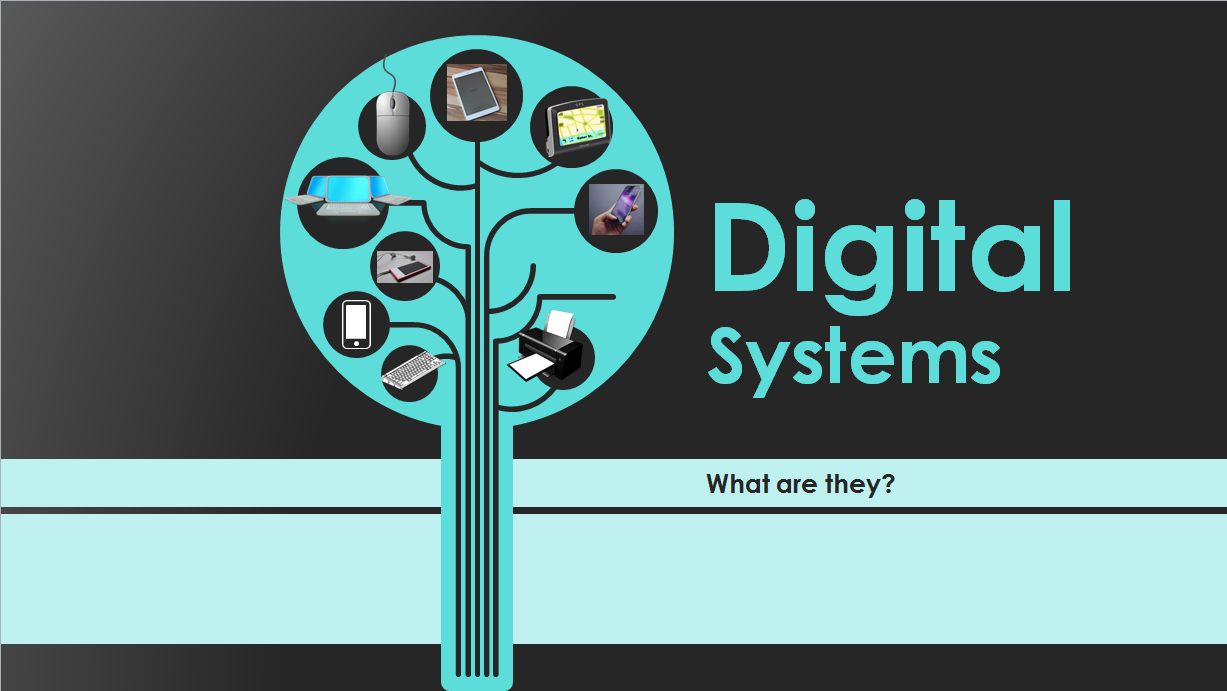 Digital
Systems
What are they?